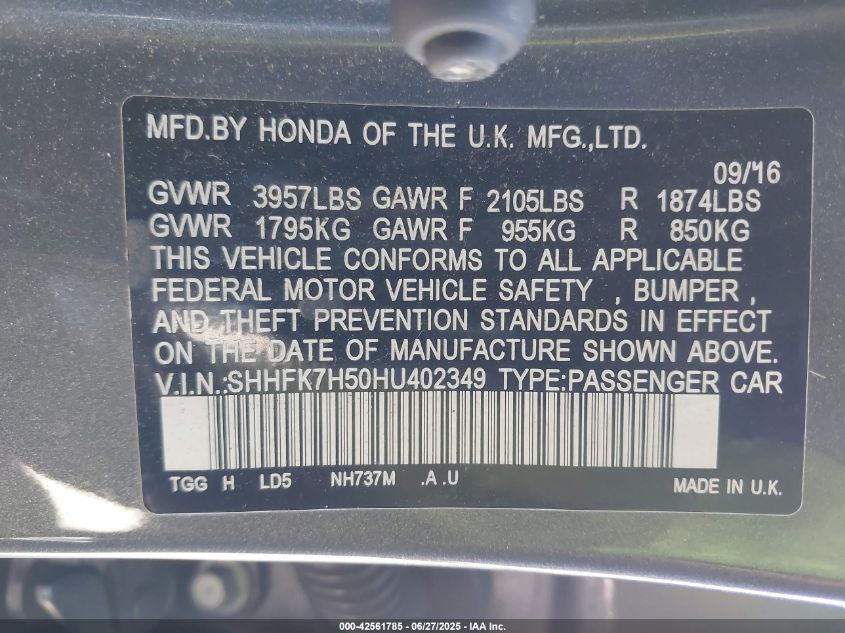 MFD.BY HONDA OF THE U.K. MFG.,LTD.
09/16
GVWR 3957LBS GAWR F 2105LBS R 1874LBS
GVWR 1795KG GAWR F 955KG R 850KG
THIS VEHICLE CONFORMS TO ALL APPLICABLE
FEDERAL MOTOR VEHICLE SAFETY , BUMPER ,
AND THEFT PREVENTION STANDARDS IN EFFECT
ON THE DATE OF MANUFACTURE SHOWN ABOVE.
V.I.N.:SHHFK7H50HU402349 TYPE:PASSENGER CAR
TGG H LD5 NH737M .A .U MADE IN U.K.
000-42561785 - 06/27/2025 - IAA Inc.